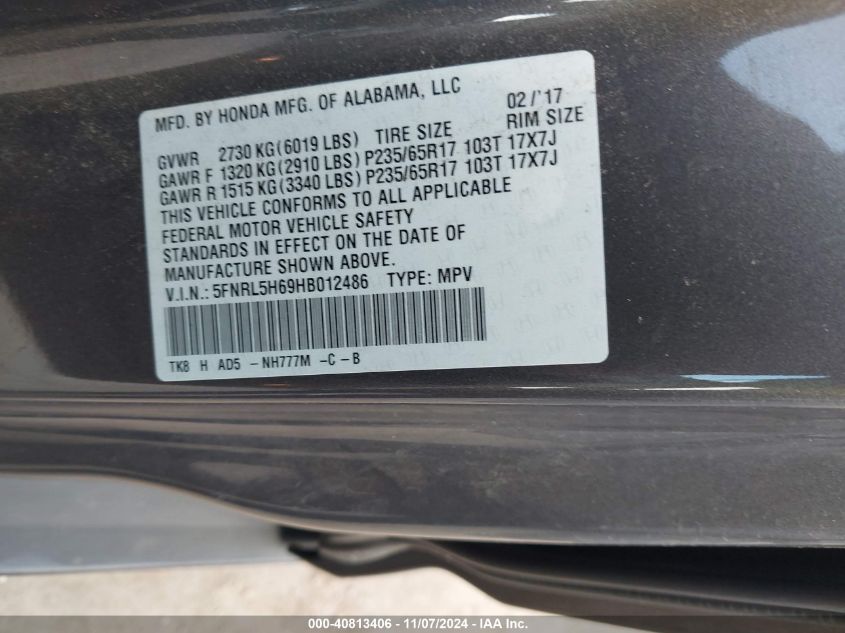 MFD. BY HONDA MFG. OF ALABAMA, LLC 02/'17
GVWR 2730 KG(6019 LBS) TIRE SIZE RIM SIZE
GAWR F 1320 KG(2910 LBS) P235/65R17 103T 17X7J
GAWR R 1515 KG(3340 LBS) P235/65R17 103T 17X7J
THIS VEHICLE CONFORMS TO ALL APPLICABLE
FEDERAL MOTOR VEHICLE SAFETY
STANDARDS IN EFFECT ON THE DATE OF
MANUFACTURE SHOWN ABOVE.
V.I.N.: 5FNRL5H69HB012486 TYPE: MPV
TK8 H AD5 -NH777M -C-B
000-40813406 - 11/07/2024 - IAAI.com